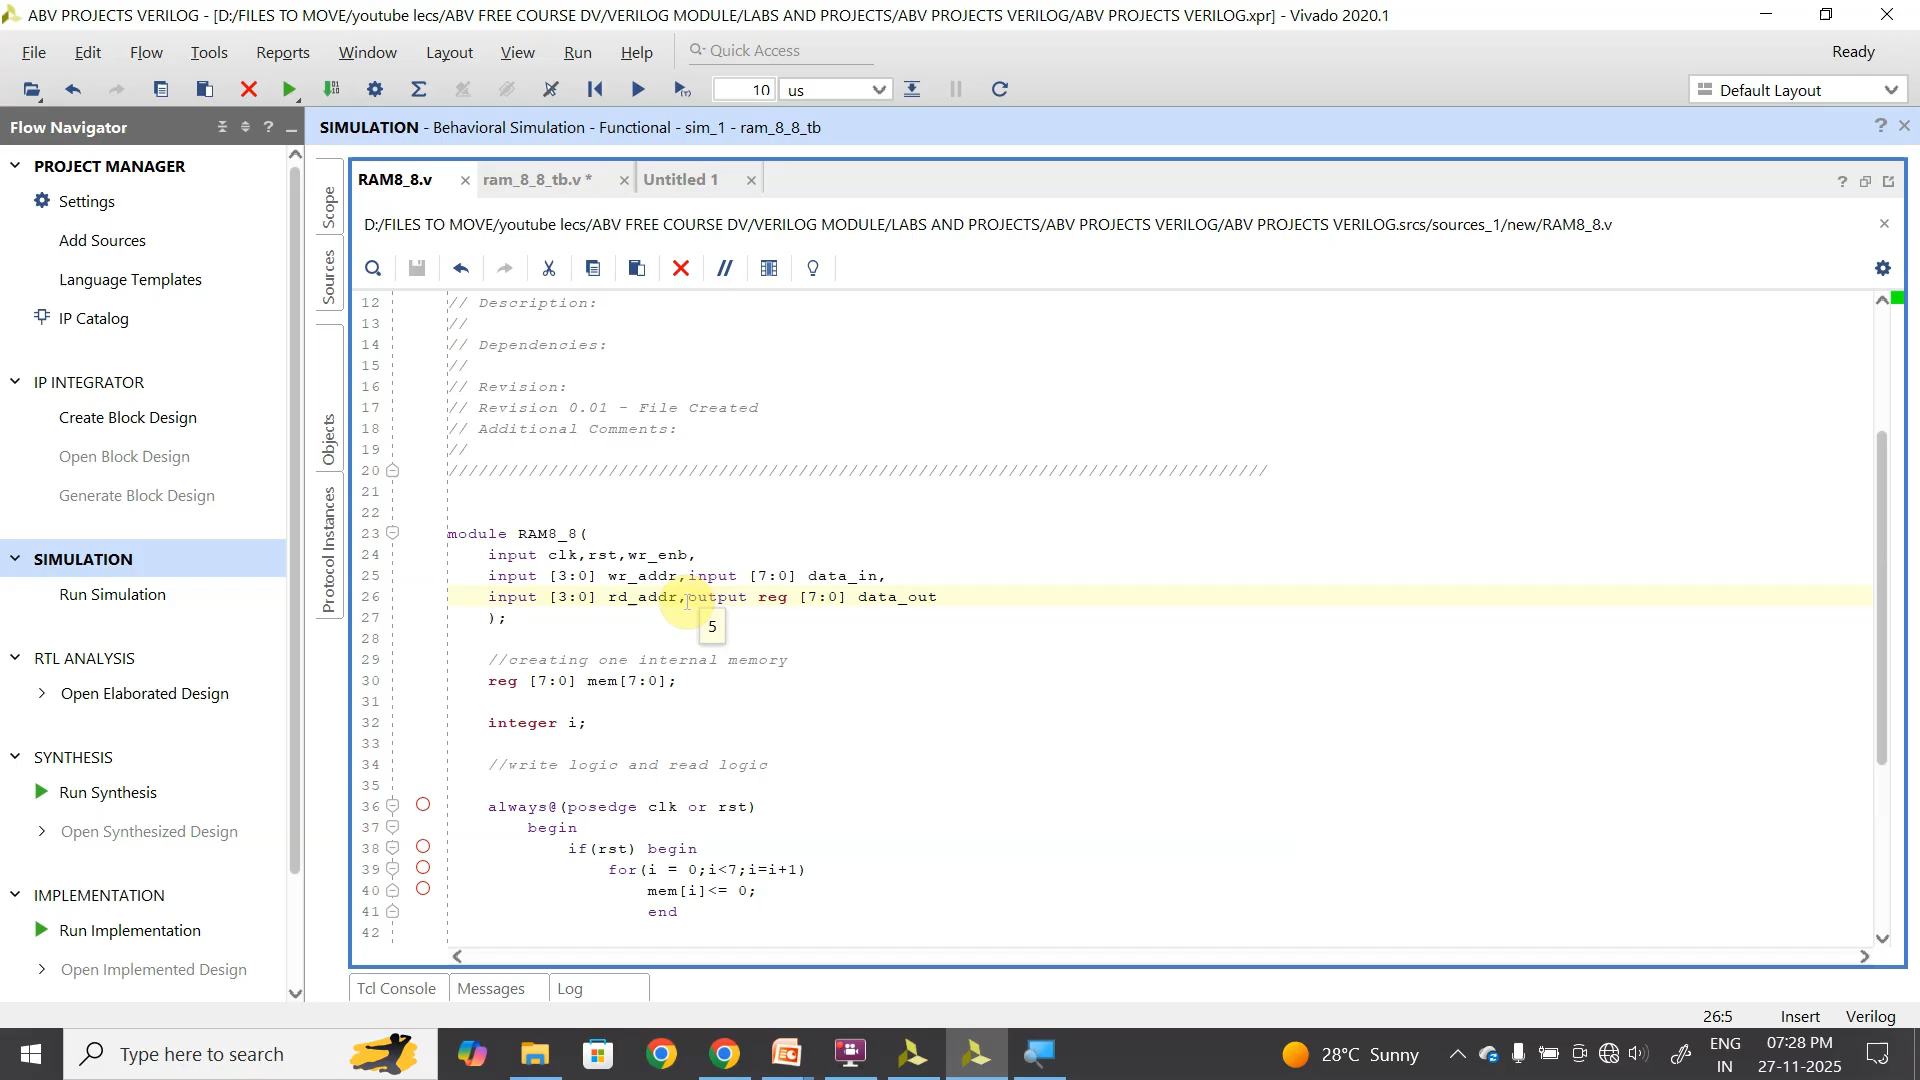 ABV PROJECTS VERILOG - [D:/FILES TO MOVE/youtube lecs/ABV FREE COURSE DV/VERILOG MODULE/LABS AND PROJECTS/ABV PROJECTS VERILOG/ABV PROJECTS VERILOG.xpr] - Vivado 2020.1
File Edit Flow Tools Reports Window Layout View Run Help Quick Access Ready
10 us Default Layout
Flow Navigator
SIMULATION - Behavioral Simulation - Functional - sim_1 - ram_8_8_tb
PROJECT MANAGER
Settings
Add Sources
Language Templates
IP Catalog
IP INTEGRATOR
Create Block Design
Open Block Design
Generate Block Design
SIMULATION
Run Simulation
RTL ANALYSIS
Open Elaborated Design
SYNTHESIS
Run Synthesis
Open Synthesized Design
IMPLEMENTATION
Run Implementation
Open Implemented Design
Scope
Sources
Objects
Protocol Instances
RAM8_8.v ram_8_8_tb.v * Untitled 1
D:/FILES TO MOVE/youtube lecs/ABV FREE COURSE DV/VERILOG MODULE/LABS AND PROJECTS/ABV PROJECTS VERILOG/ABV PROJECTS VERILOG.srcs/sources_1/new/RAM8_8.v
12 // Description:
13 //
14 // Dependencies:
15 //
16 // Revision:
17 // Revision 0.01 - File Created
18 // Additional Comments:
19 //
20 //////////////////////////////////////////////////////////////////////////////////
21
22
23 module RAM8_8(
24 input clk,rst,wr_enb,
25 input [3:0] wr_addr,input [7:0] data_in,
26 input [3:0] rd_addr,output reg [7:0] data_out
27 );
5
28
29 //creating one internal memory
30 reg [7:0] mem[7:0];
31
32 integer i;
33
34 //write logic and read logic
35
36 always@(posedge clk or rst)
37 begin
38 if(rst) begin
39 for(i = 0;i<7;i=i+1)
40 mem[i]<= 0;
41 end
42
Tcl Console Messages Log
26:5 Insert Verilog
Type here to search
28°C Sunny
ENG
IN
07:28 PM
27-11-2025